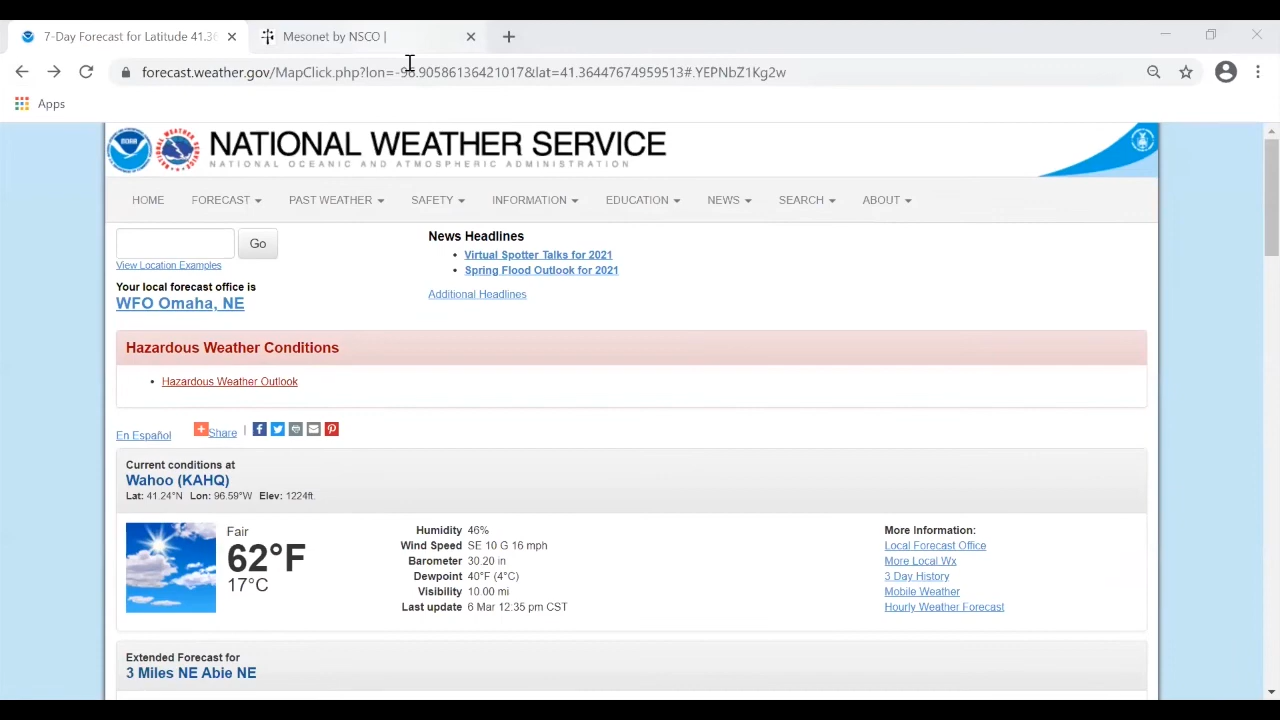 7-Day Forecast for Latitude 41.36
Mesonet by NSCO |
forecast.weather.gov/MapClick.php?lon=-96.90586136421017&lat=41.36447674959513#.YEPNbZ1Kg2w
Apps
NATIONAL WEATHER SERVICE
NATIONAL OCEANIC AND ATMOSPHERIC ADMINISTRATION
HOME FORECAST PAST WEATHER SAFETY INFORMATION EDUCATION NEWS SEARCH ABOUT
Go
View Location Examples
Your local forecast office is
WFO Omaha, NE
News Headlines
• Virtual Spotter Talks for 2021
• Spring Flood Outlook for 2021
Additional Headlines
Hazardous Weather Conditions
• Hazardous Weather Outlook
En Español Share |
Current conditions at
Wahoo (KAHQ)
Lat: 41.24°N Lon: 96.59°W Elev: 1224ft.
Fair
62°F
17°C
Humidity 46%
Wind Speed SE 10 G 16 mph
Barometer 30.20 in
Dewpoint 40°F (4°C)
Visibility 10.00 mi
Last update 6 Mar 12:35 pm CST
More Information:
Local Forecast Office
More Local Wx
3 Day History
Mobile Weather
Hourly Weather Forecast
Extended Forecast for
3 Miles NE Abie NE